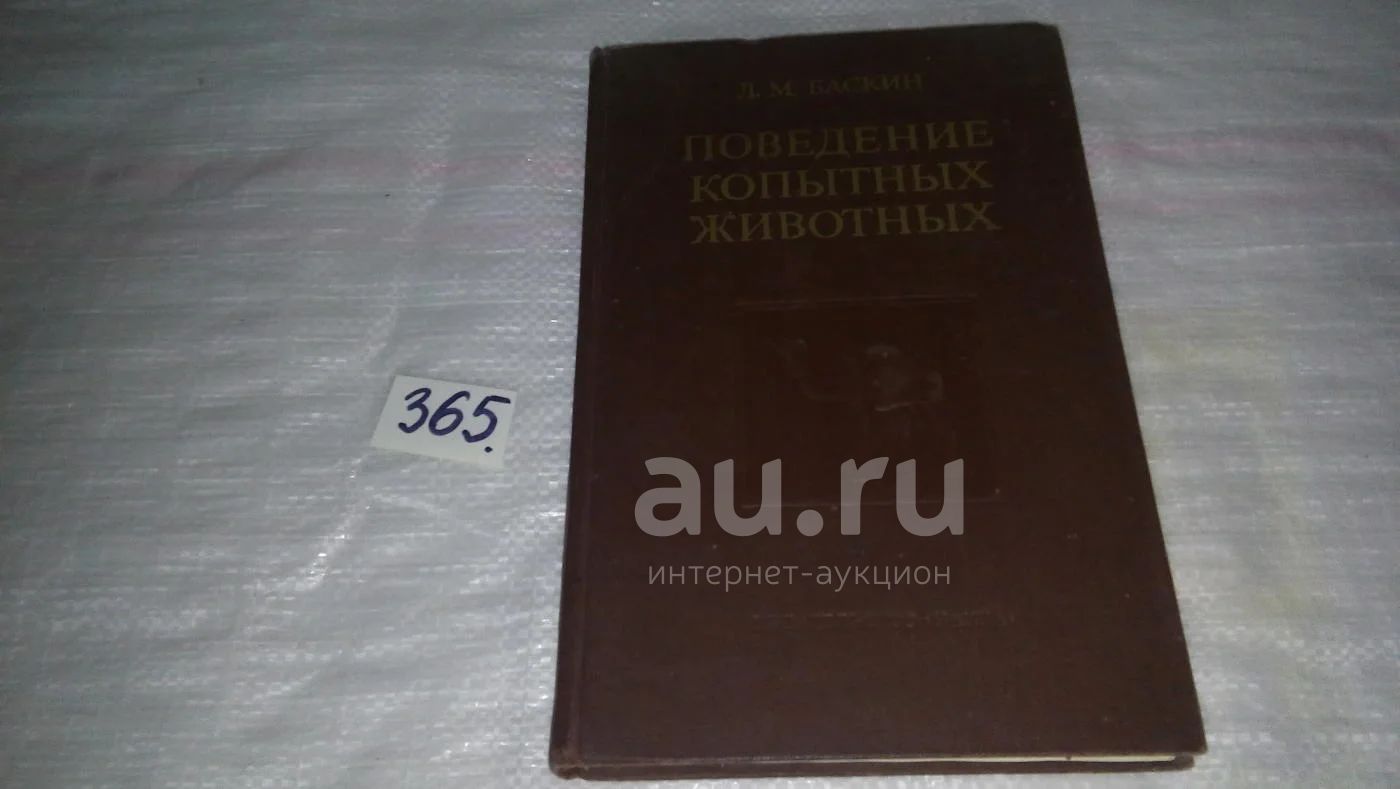 Л. М. БАСКИН
ПОВЕДЕНИЕ
КОПЫТНЫХ
ЖИВОТНЫХ
365.
au.ru
интернет-аукцион